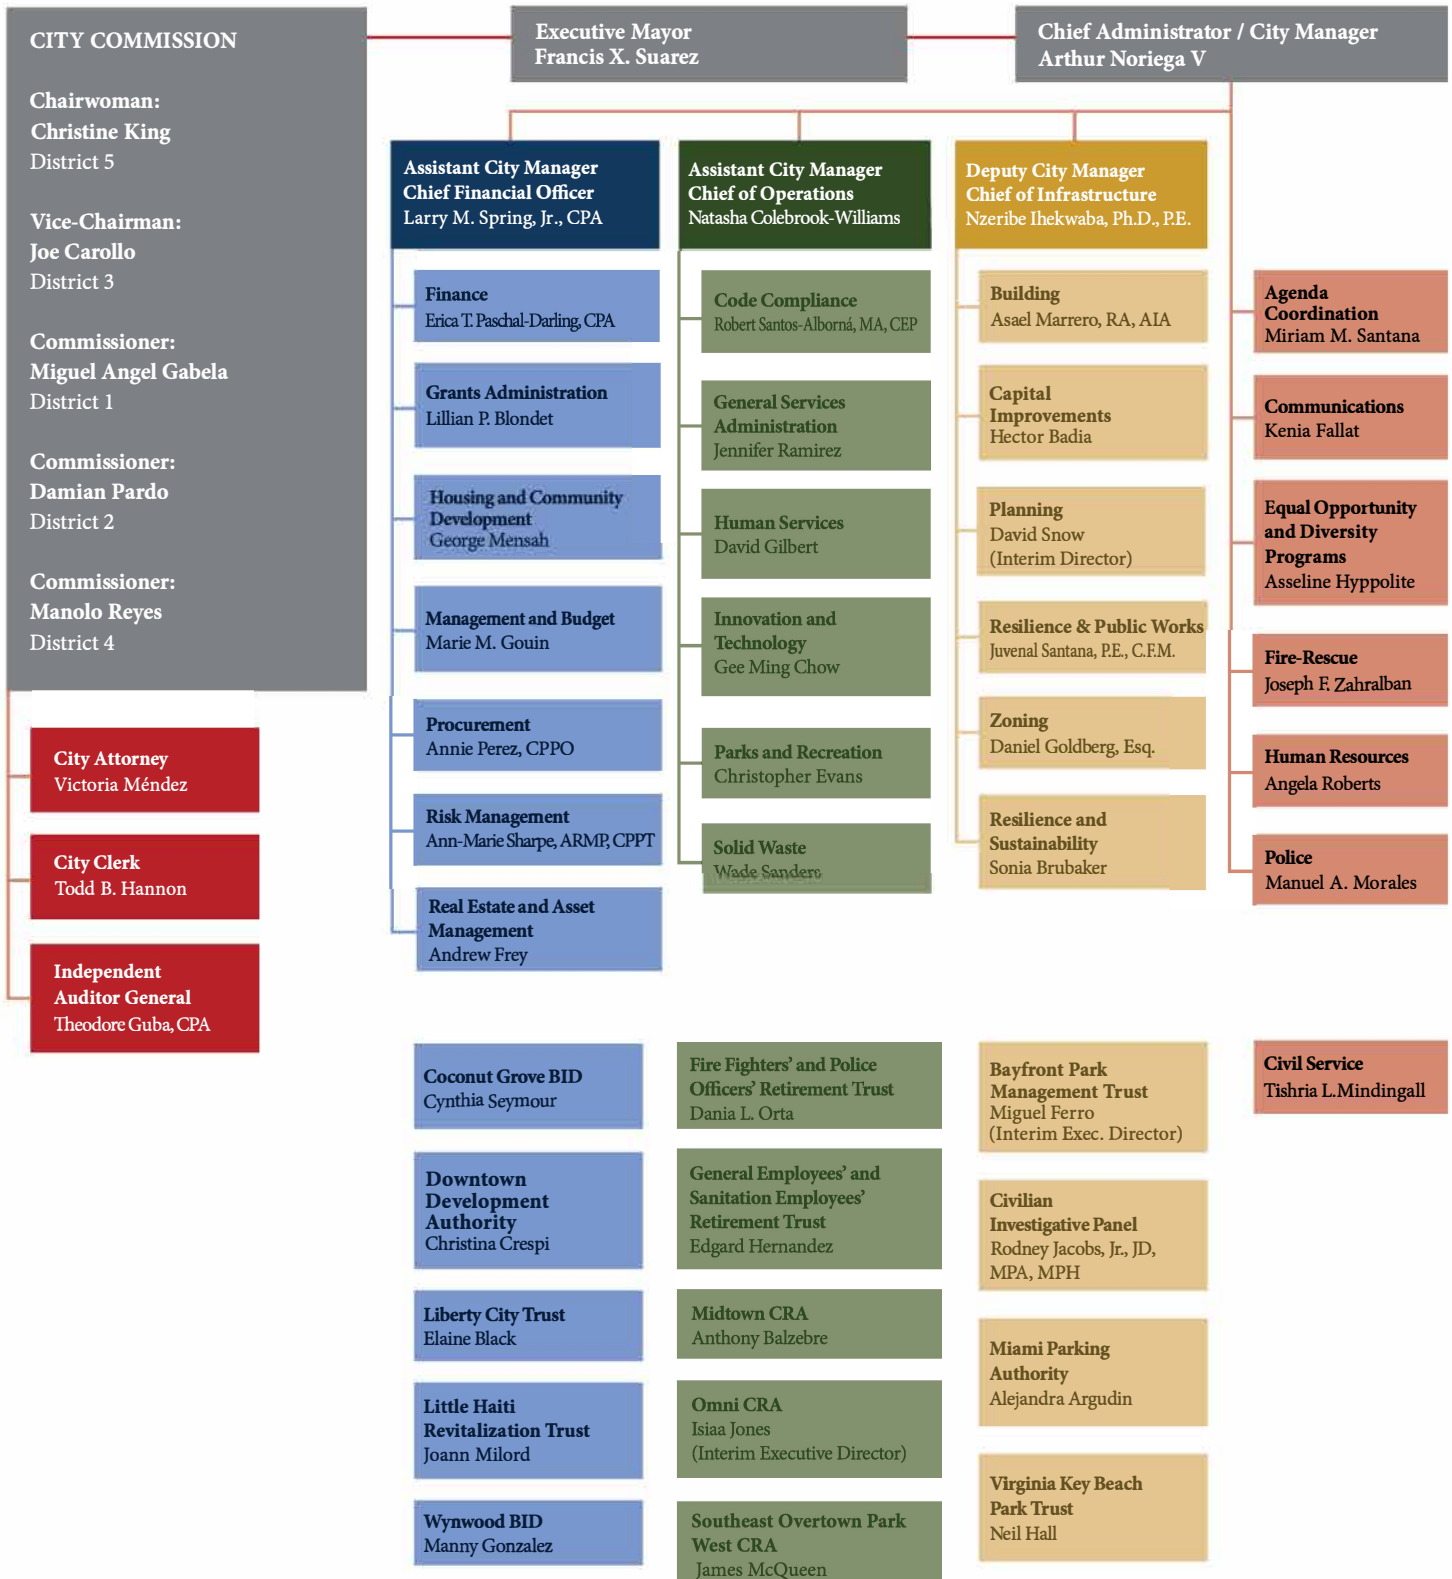 CITY COMMISSION
Chairwoman:
Christine King
District 5
Vice-Chairman:
Joe Carollo
District 3
Commissioner:
Miguel Angel Gabela
District 1
Commissioner:
Damian Pardo
District 2
Commissioner:
Manolo Reyes
District 4
Executive Mayor
Francis X. Suarez
Chief Administrator / City Manager
Arthur Noriega V
City Attorney
Victoria Méndez
City Clerk
Todd B. Hannon
Independent
Auditor General
Theodore Guba, CPA
Assistant City Manager
Chief Financial Officer
Larry M. Spring, Jr., CPA
Finance
Erica T. Paschal-Darling, CPA
Grants Administration
Lillian P. Blondet
Housing and Community
Development
George Mensah
Management and Budget
Marie M. Gouin
Procurement
Annie Perez, CPPO
Risk Management
Ann-Marie Sharpe, ARMP, CPPT
Real Estate and Asset
Management
Andrew Frey
Assistant City Manager
Chief of Operations
Natasha Colebrook-Williams
Code Compliance
Robert Santos-Alborná, MA, CEP
General Services
Administration
Jennifer Ramirez
Human Services
David Gilbert
Innovation and
Technology
Gee Ming Chow
Parks and Recreation
Christopher Evans
Solid Waste
Wade Sanders
Deputy City Manager
Chief of Infrastructure
Nzeribe Ihekwaba, Ph.D., P.E.
Building
Asael Marrero, RA, AIA
Capital
Improvements
Hector Badia
Planning
David Snow
(Interim Director)
Resilience & Public Works
Juvenal Santana, P.E., C.F.M.
Zoning
Daniel Goldberg, Esq.
Resilience and
Sustainability
Sonia Brubaker
Agenda
Coordination
Miriam M. Santana
Communications
Kenia Fallat
Equal Opportunity
and Diversity
Programs
Asseline Hyppolite
Fire-Rescue
Joseph F. Zahralban
Human Resources
Angela Roberts
Police
Manuel A. Morales
Coconut Grove BID
Cynthia Seymour
Downtown
Development
Authority
Christina Crespi
Liberty City Trust
Elaine Black
Little Haiti
Revitalization Trust
Joann Milord
Wynwood BID
Manny Gonzalez
Fire Fighters' and Police
Officers' Retirement Trust
Dania L. Orta
General Employees' and
Sanitation Employees'
Retirement Trust
Edgard Hernandez
Midtown CRA
Anthony Balzebre
Omni CRA
Isiaa Jones
(Interim Executive Director)
Southeast Overtown Park
West CRA
James McQueen
Bayfront Park
Management Trust
Miguel Ferro
(Interim Exec. Director)
Civilian
Investigative Panel
Rodney Jacobs, Jr., JD,
MPA, MPH
Miami Parking
Authority
Alejandra Argudin
Virginia Key Beach
Park Trust
Neil Hall
Civil Service
Tishria L.Mindingall